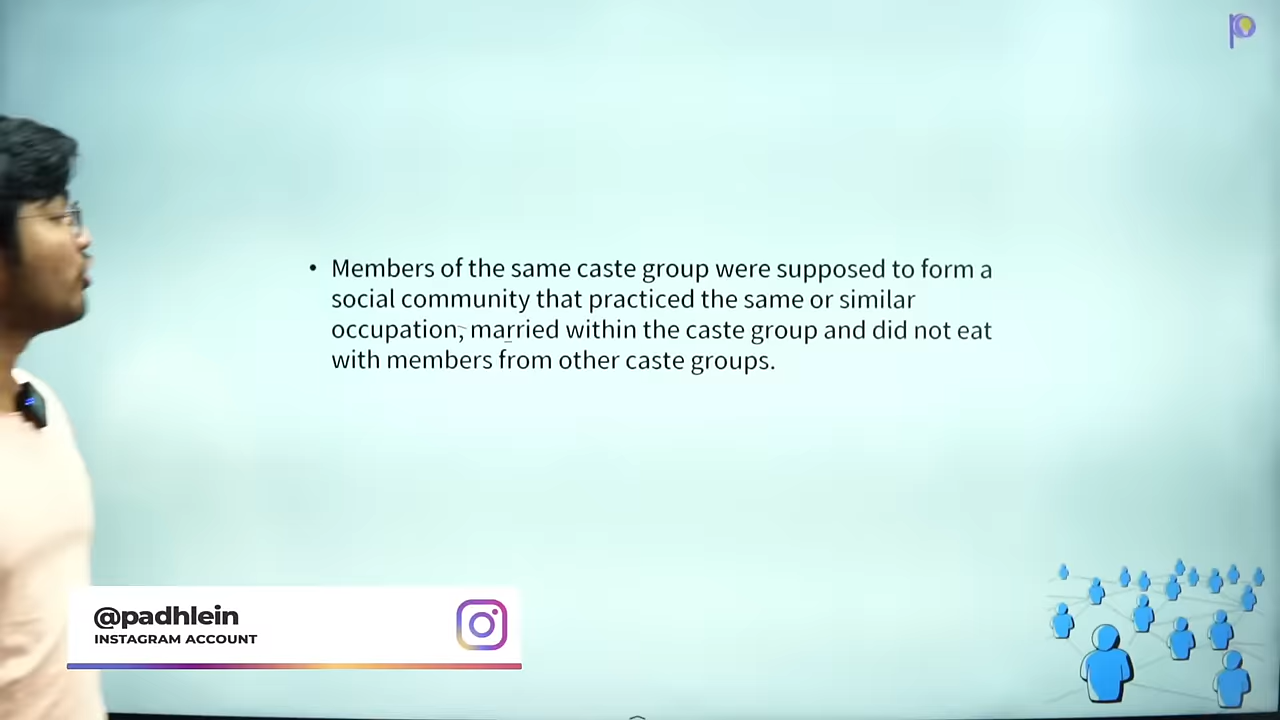 • Members of the same caste group were supposed to form a
social community that practiced the same or similar
occupation, married within the caste group and did not eat
with members from other caste groups.
@padhlein
INSTAGRAM ACCOUNT